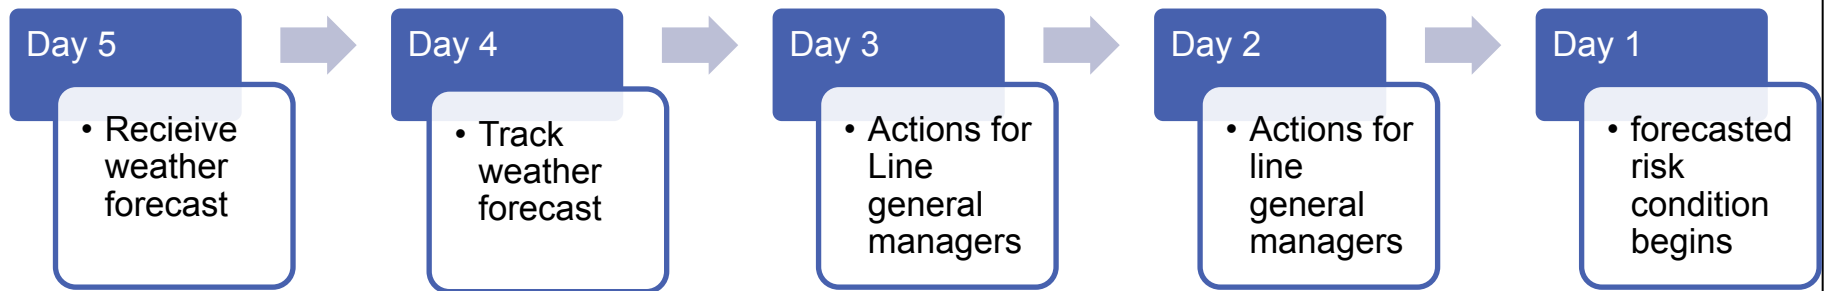 Day 5
• Recieive
weather
forecast
Day 4
• Track
weather
forecast
Day 3
• Actions for
Line
general
managers
Day 2
• Actions for
line
general
managers
Day 1
• forecasted
risk
condition
begins